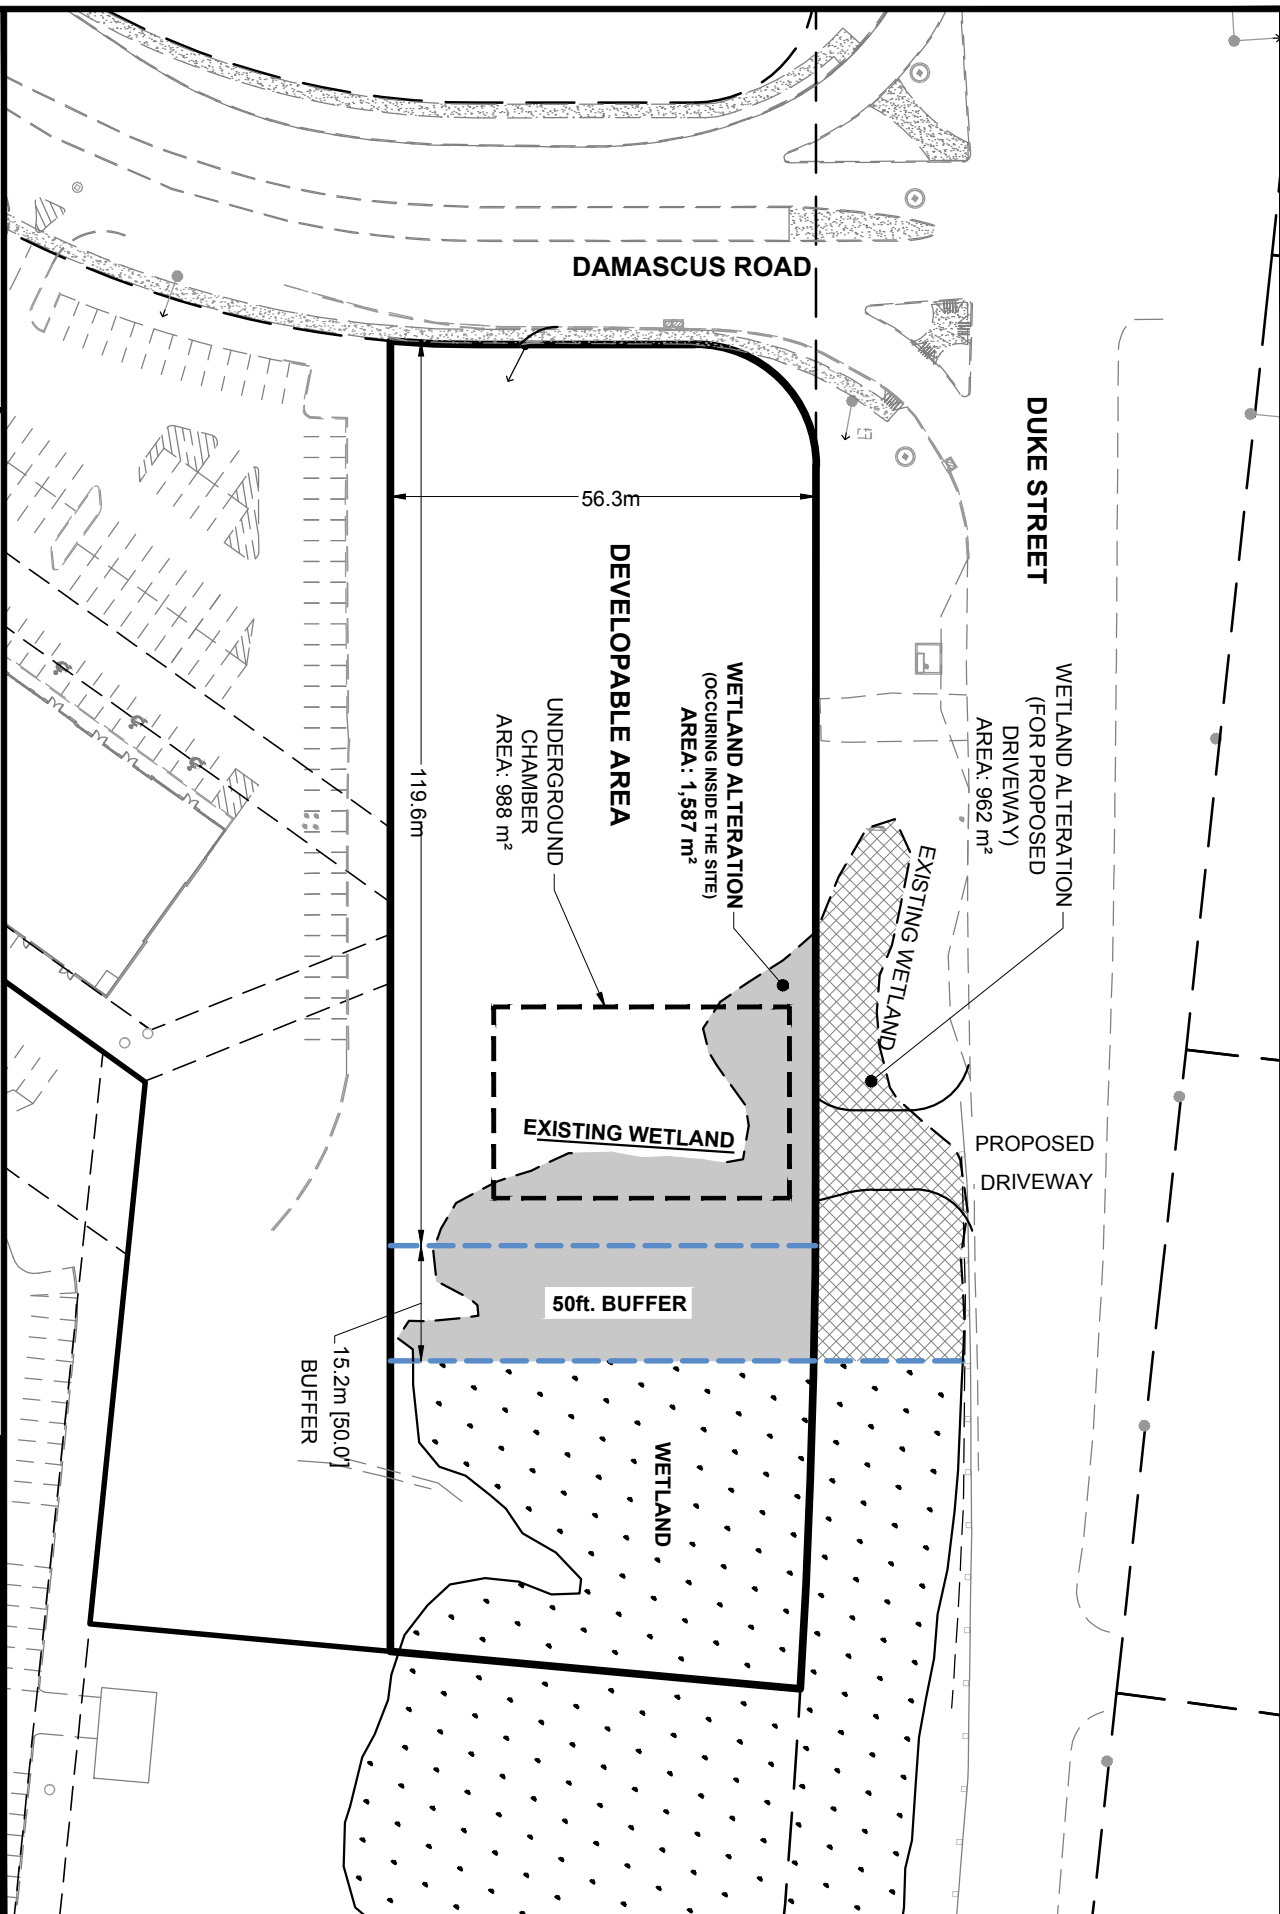 DAMASCUS ROAD
DUKE STREET
56.3m
DEVELOPABLE AREA
WETLAND ALTERATION
(OCCURING INSIDE THE SITE)
AREA: 1,587 m²
WETLAND ALTERATION
(FOR PROPOSED
DRIVEWAY)
AREA: 962 m²
UNDERGROUND
CHAMBER
AREA: 988 m²
119.6m
EXISTING WETLAND
EXISTING WETLAND
PROPOSED
DRIVEWAY
50ft. BUFFER
15.2m [50.0']
BUFFER
WETLAND